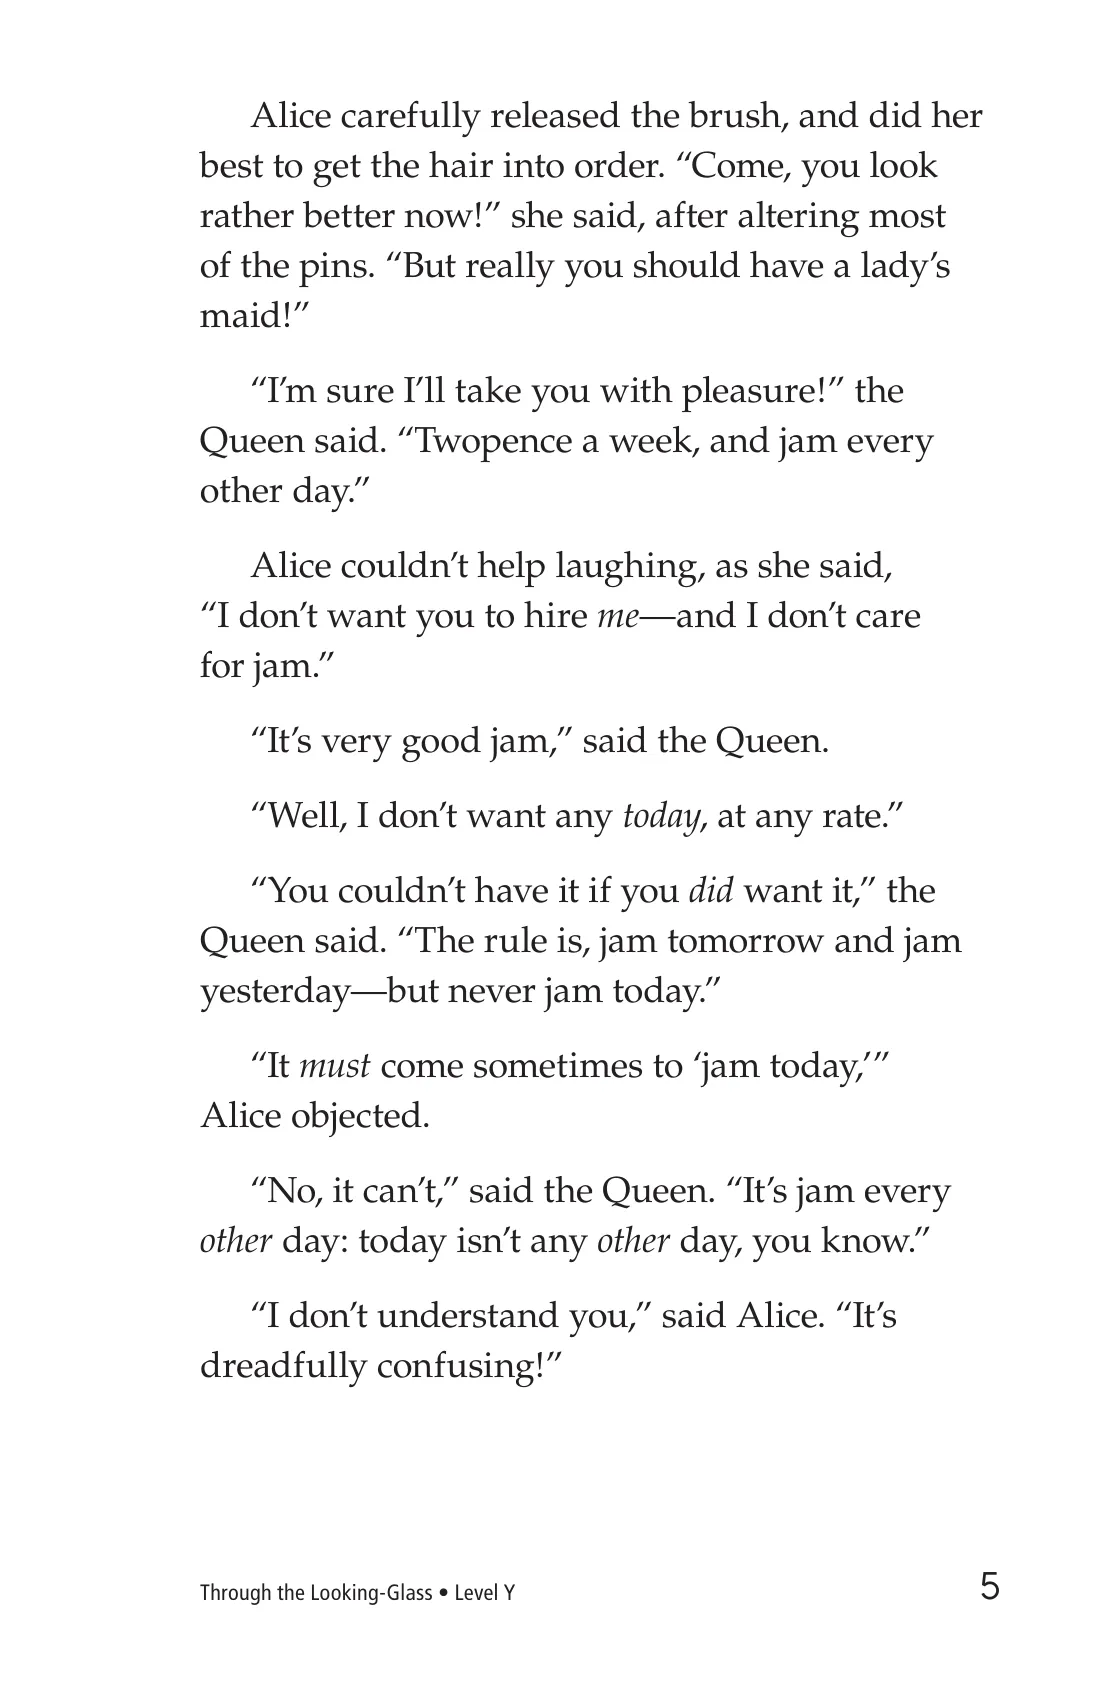 Alice carefully released the brush, and did her
best to get the hair into order. “Come, you look
rather better now!” she said, after altering most
of the pins. “But really you should have a lady’s
maid!”
“I’m sure I’ll take you with pleasure!” the
Queen said. “Twopence a week, and jam every
other day.”
Alice couldn’t help laughing, as she said,
“I don’t want you to hire me—and I don’t care
for jam.”
“It’s very good jam,” said the Queen.
“Well, I don’t want any today, at any rate.”
“You couldn’t have it if you did want it,” the
Queen said. “The rule is, jam tomorrow and jam
yesterday—but never jam today.”
“It must come sometimes to ‘jam today,’”
Alice objected.
“No, it can’t,” said the Queen. “It’s jam every
other day: today isn’t any other day, you know.”
“I don’t understand you,” said Alice. “It’s
dreadfully confusing!”
Through the Looking-Glass • Level Y 5